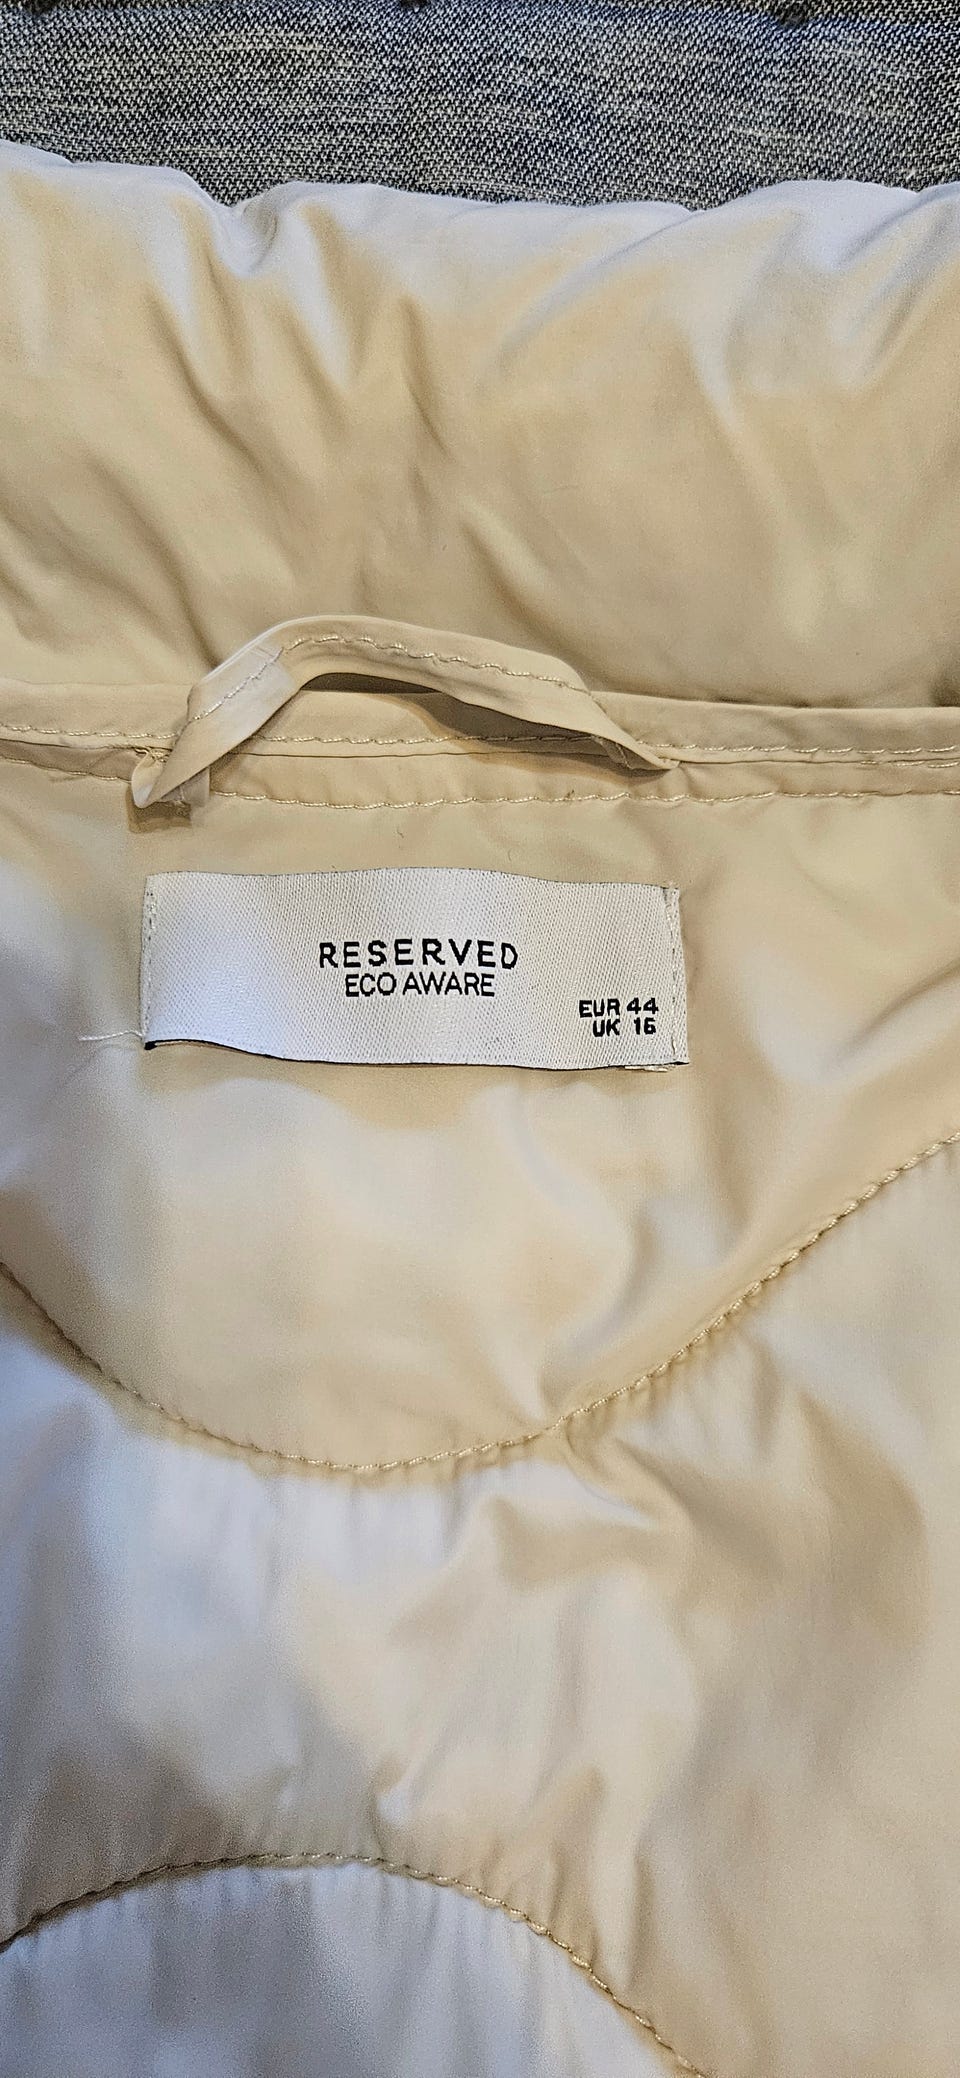 RESERVED
ECO AWARE
EUR 44
UK 16